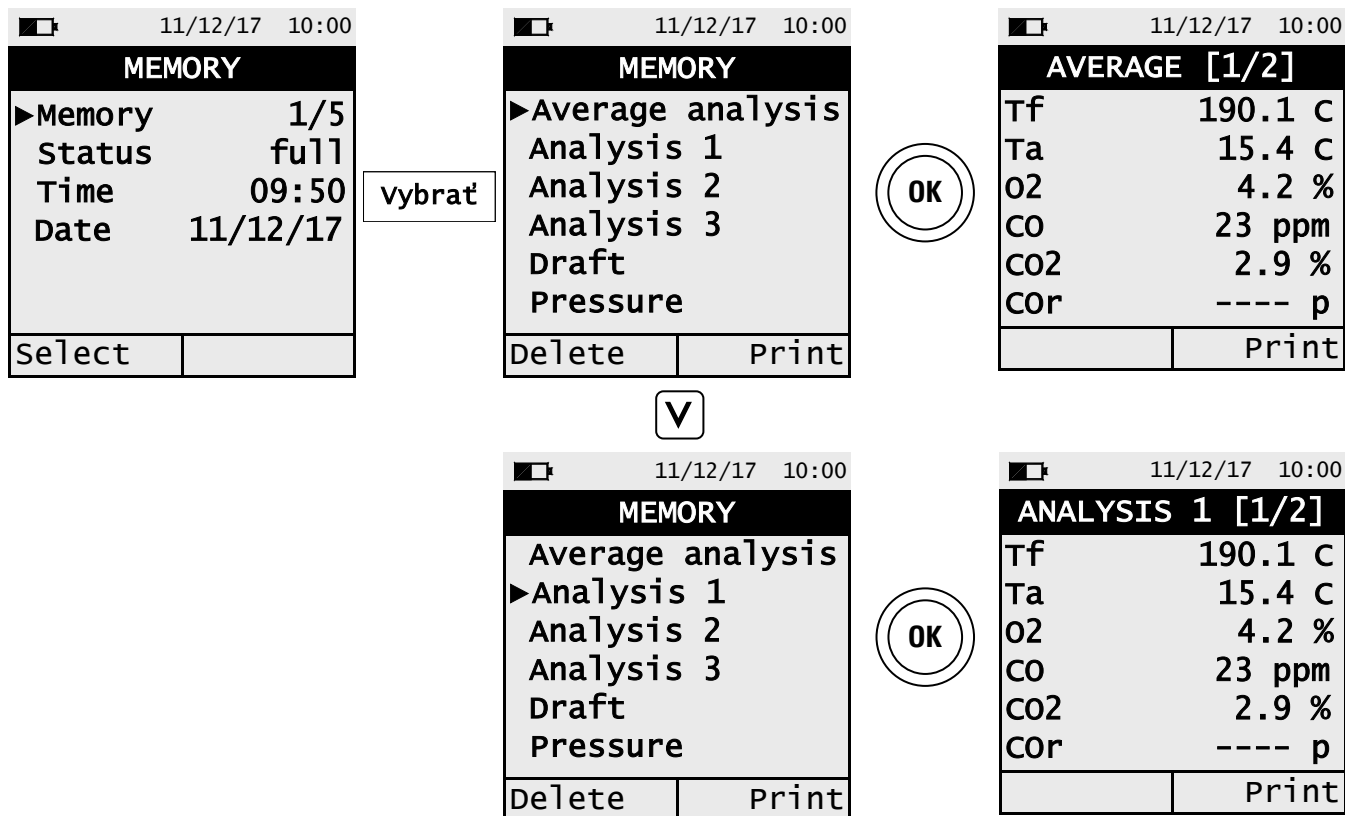 11/12/17 10:00
MEMORY
►Memory 1/5
Status full
Time 09:50
Date 11/12/17
Select
Vybrať
11/12/17 10:00
MEMORY
►Average analysis
Analysis 1
Analysis 2
Analysis 3
Draft
Pressure
Delete Print
OK
11/12/17 10:00
AVERAGE [1/2]
Tf 190.1 C
Ta 15.4 C
O2 4.2 %
CO 23 ppm
CO2 2.9 %
COr ---- p
Print
V
11/12/17 10:00
MEMORY
Average analysis
►Analysis 1
Analysis 2
Analysis 3
Draft
Pressure
Delete Print
OK
11/12/17 10:00
ANALYSIS 1 [1/2]
Tf 190.1 C
Ta 15.4 C
O2 4.2 %
CO 23 ppm
CO2 2.9 %
COr ---- p
Print